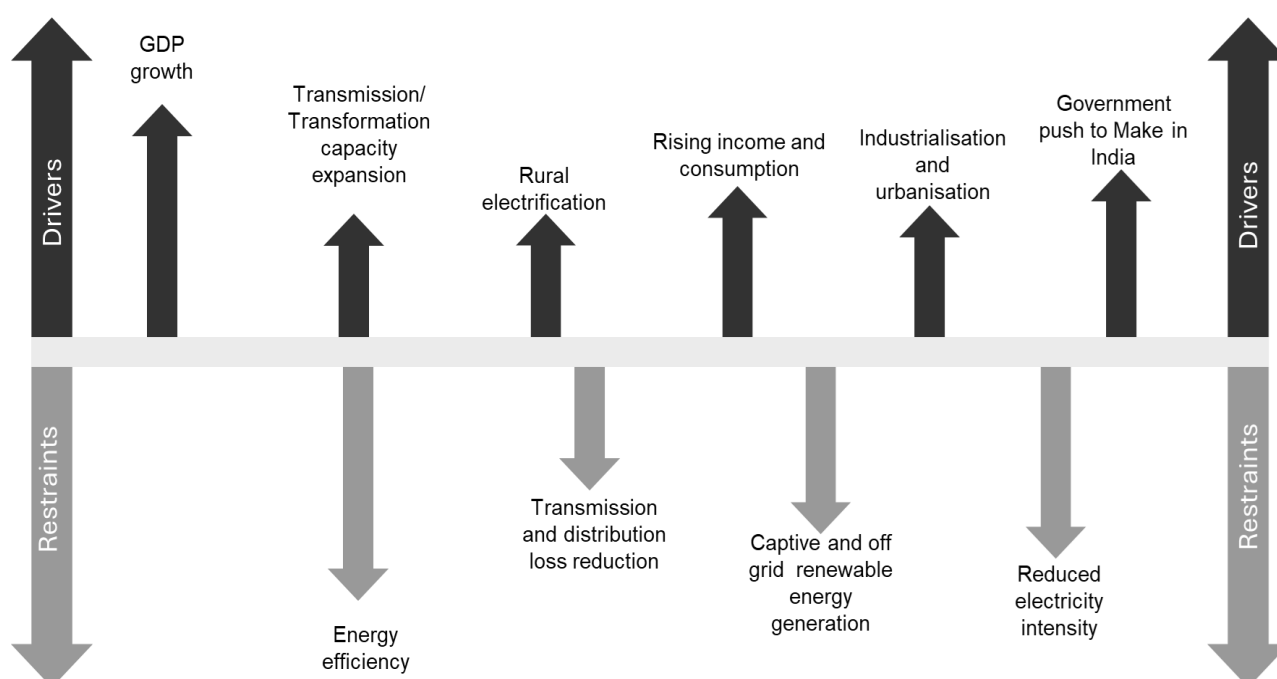 GDP
growth
Transmission/
Transformation
capacity
expansion
Rural
electrification
Rising income and
consumption
Industrialisation
and
urbanisation
Government
push to Make in
India
Drivers
Drivers
Restraints
Restraints
Energy
efficiency
Transmission
and distribution
loss reduction
Captive and off
grid renewable
energy
generation
Reduced
electricity
intensity